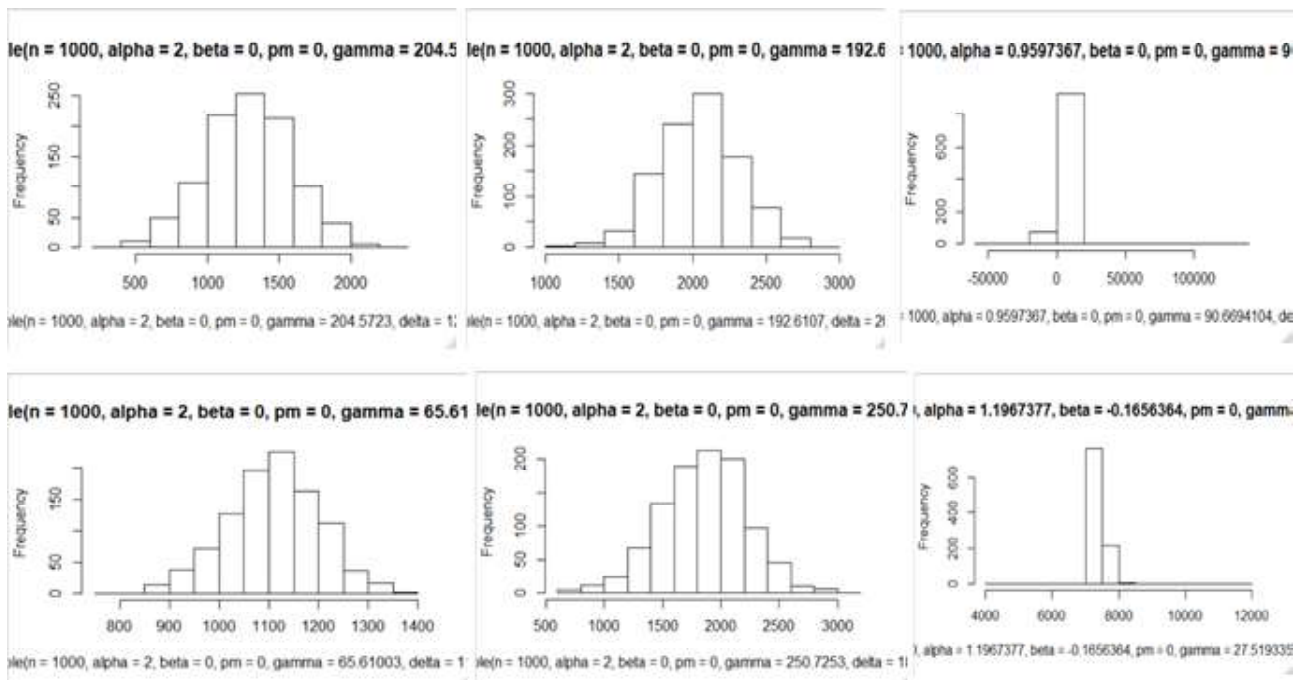 le(n = 1000, alpha = 2, beta = 0, pm = 0, gamma = 204.5
Frequency
250
150
50
0
500 1000 1500 2000
le(n = 1000, alpha = 2, beta = 0, pm = 0, gamma = 204.5723, delta = 12
le(n = 1000, alpha = 2, beta = 0, pm = 0, gamma = 192.6
Frequency
300
200
100
0
1000 1500 2000 2500 3000
le(n = 1000, alpha = 2, beta = 0, pm = 0, gamma = 192.6107, delta = 20
= 1000, alpha = 0.9597367, beta = 0, pm = 0, gamma = 9
Frequency
600
200
0
-50000 0 50000 100000
= 1000, alpha = 0.9597367, beta = 0, pm = 0, gamma = 90.6694104, de
le(n = 1000, alpha = 2, beta = 0, pm = 0, gamma = 65.61
Frequency
150
50
0
800 900 1000 1100 1200 1300 1400
le(n = 1000, alpha = 2, beta = 0, pm = 0, gamma = 65.61003, delta = 1
le(n = 1000, alpha = 2, beta = 0, pm = 0, gamma = 250.7
Frequency
200
150
100
50
0
500 1000 1500 2000 2500 3000
le(n = 1000, alpha = 2, beta = 0, pm = 0, gamma = 250.7253, delta = 18
, alpha = 1.1967377, beta = -0.1656364, pm = 0, gamma
Frequency
600
400
200
0
4000 6000 8000 10000 12000
, alpha = 1.1967377, beta = -0.1656364, pm = 0, gamma = 27.519335